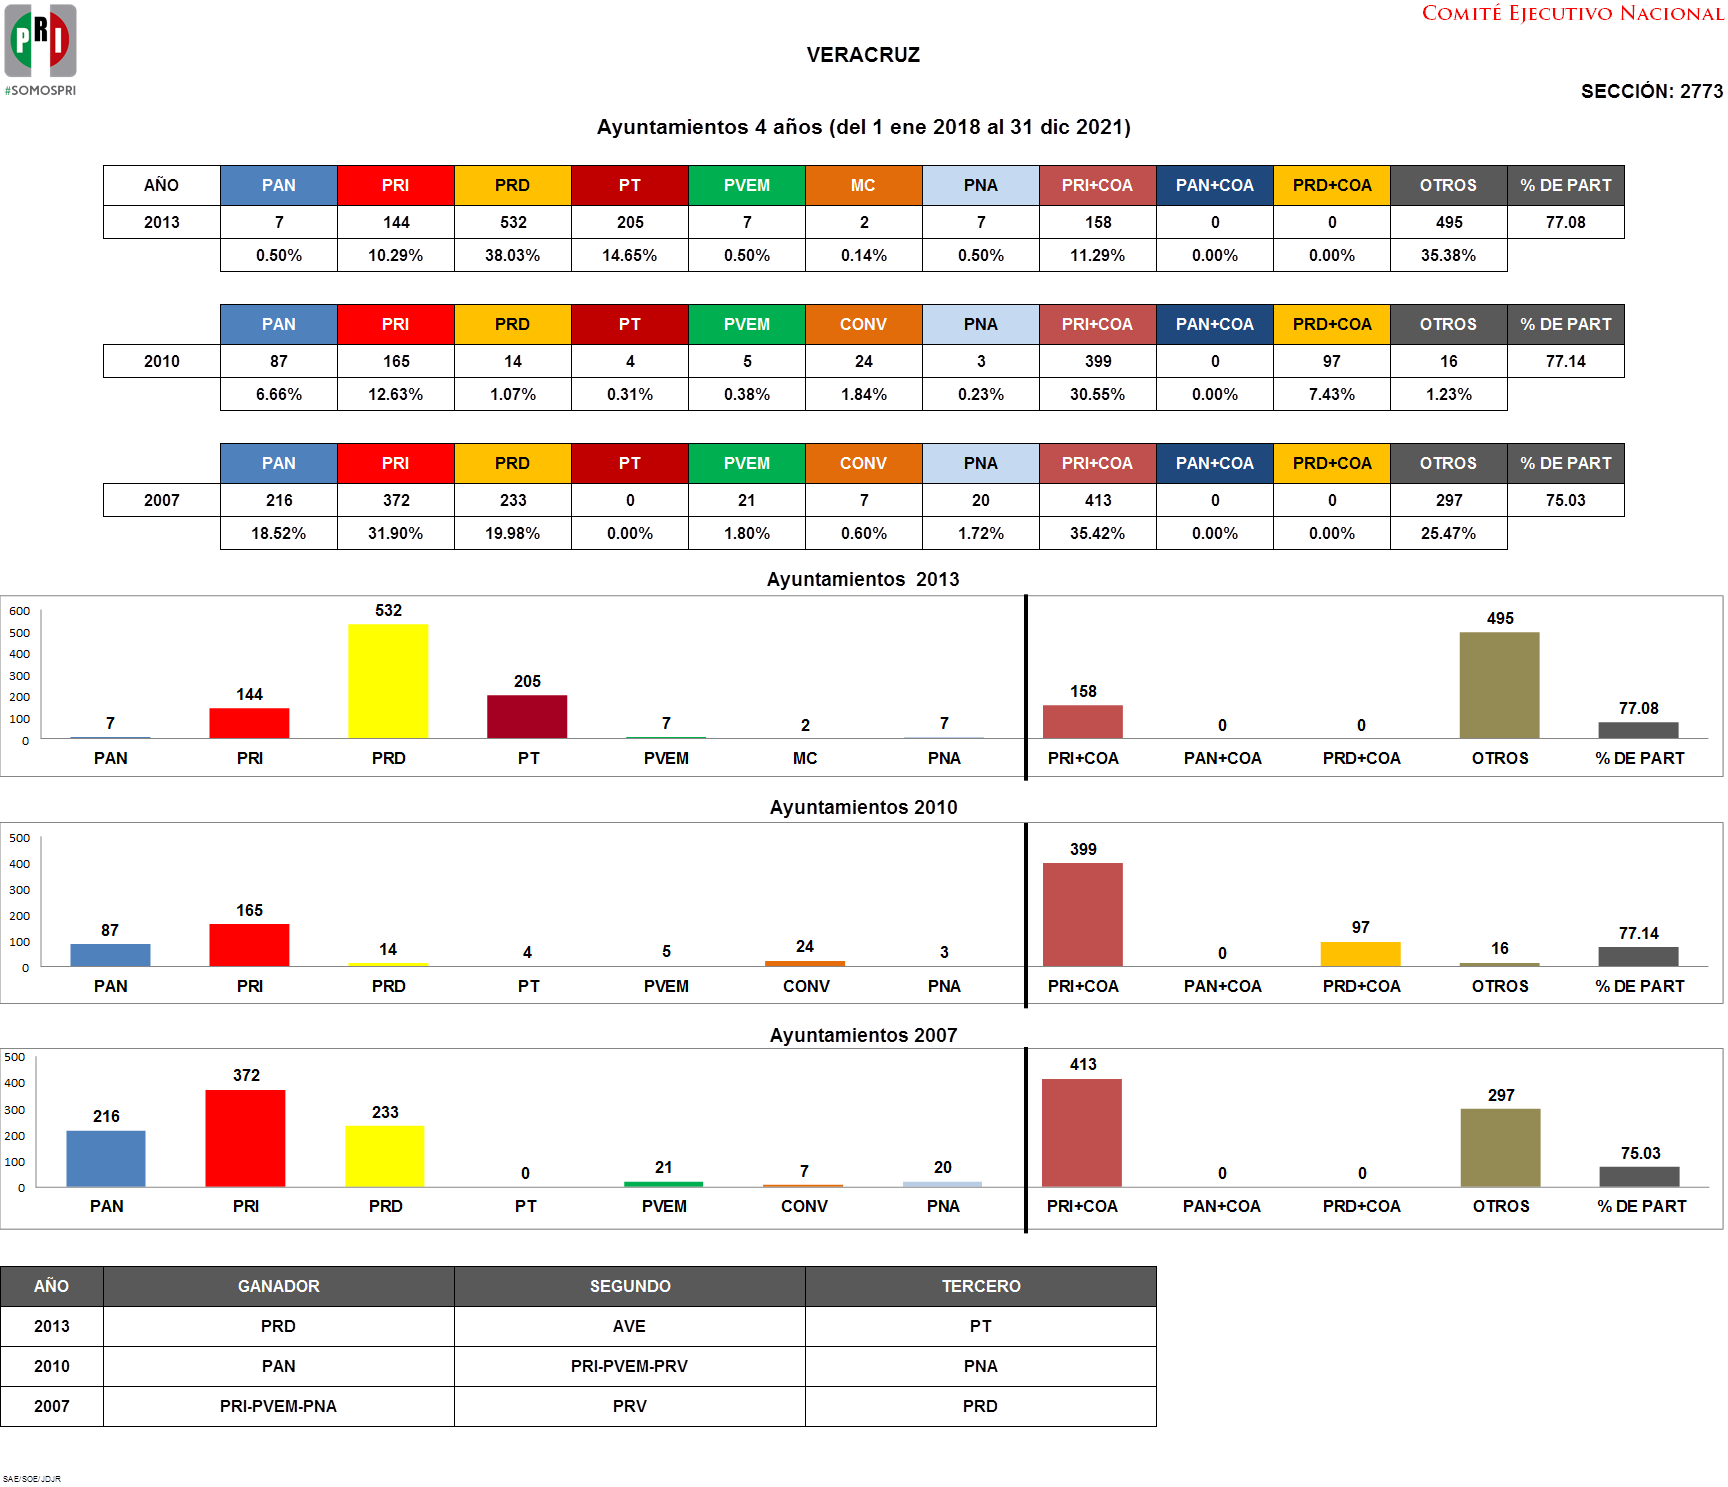 PRI
#SOMOSPRI
COMITÉ EJECUTIVO NACIONAL
VERACRUZ
SECCIÓN: 2773
Ayuntamientos 4 años (del 1 ene 2018 al 31 dic 2021)
AÑO PAN PRI PRD PT PVEM MC PNA PRI+COA PAN+COA PRD+COA OTROS % DE PART
2013 7 144 532 205 7 2 7 158 0 0 495 77.08
0.50% 10.29% 38.03% 14.65% 0.50% 0.14% 0.50% 11.29% 0.00% 0.00% 35.38%
PAN PRI PRD PT PVEM CONV PNA PRI+COA PAN+COA PRD+COA OTROS % DE PART
2010 87 165 14 4 5 24 3 399 0 97 16 77.14
6.66% 12.63% 1.07% 0.31% 0.38% 1.84% 0.23% 30.55% 0.00% 7.43% 1.23%
PAN PRI PRD PT PVEM CONV PNA PRI+COA PAN+COA PRD+COA OTROS % DE PART
2007 216 372 233 0 21 7 20 413 0 0 297 75.03
18.52% 31.90% 19.98% 0.00% 1.80% 0.60% 1.72% 35.42% 0.00% 0.00% 25.47%
Ayuntamientos 2013
600
500
400
300
200
100
0
7 144 532 205 7 2 7 158 0 0 495 77.08
PAN PRI PRD PT PVEM MC PNA PRI+COA PAN+COA PRD+COA OTROS % DE PART
Ayuntamientos 2010
500
400
300
200
100
0
87 165 14 4 5 24 3 399 0 97 16 77.14
PAN PRI PRD PT PVEM CONV PNA PRI+COA PAN+COA PRD+COA OTROS % DE PART
Ayuntamientos 2007
500
400
300
200
100
0
216 372 233 0 21 7 20 413 0 0 297 75.03
PAN PRI PRD PT PVEM CONV PNA PRI+COA PAN+COA PRD+COA OTROS % DE PART
AÑO GANADOR SEGUNDO TERCERO
2013 PRD AVE PT
2010 PAN PRI-PVEM-PRV PNA
2007 PRI-PVEM-PNA PRV PRD
SAE/SOE/JDJR